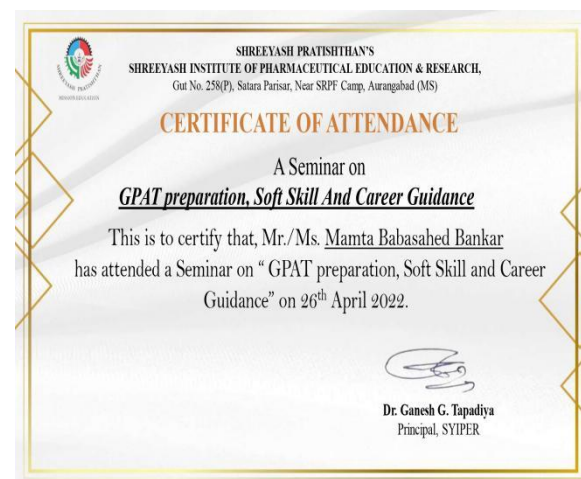 SHREEYASH PRATISHTHAN'S
SHREEYASH INSTITUTE OF PHARMACEUTICAL EDUCATION & RESEARCH,
Gut No. 258(P), Satara Parisar, Near SRPF Camp, Aurangabad (MS)
CERTIFICATE OF ATTENDANCE
A Seminar on
GPAT preparation, Soft Skill And Career Guidance
This is to certify that, Mr./Ms. Mamta Babasahed Bankar
has attended a Seminar on “ GPAT preparation, Soft Skill and Career
Guidance” on 26th April 2022.
Dr. Ganesh G. Tapadiya
Principal, SYIPER